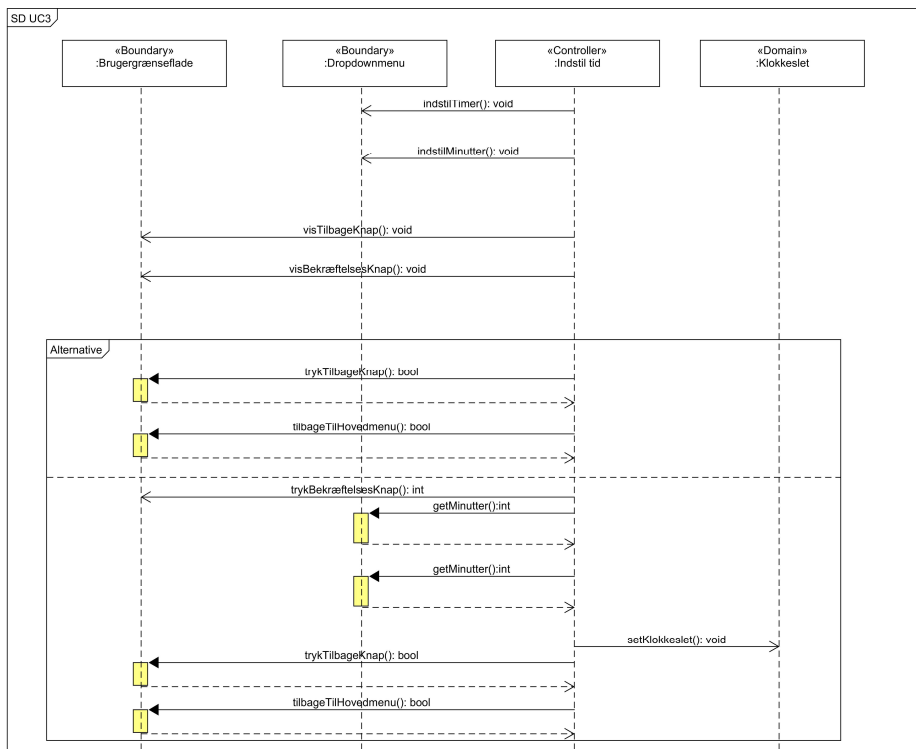 SD UC3
«Boundary»
:Brugergrænseflade
«Boundary»
:Dropdownmenu
«Controller»
:Indstil tid
«Domain»
:Klokkeslet
indstilTimer(): void
indstilMinutter(): void
visTilbageKnap(): void
visBekræftelsesKnap(): void
Alternative
trykTilbageKnap(): bool
tilbageTilHovedmenu(): bool
trykBekræftelsesKnap(): int
getMinutter():int
getMinutter():int
setKlokkeslet(): void
trykTilbageKnap(): bool
tilbageTilHovedmenu(): bool